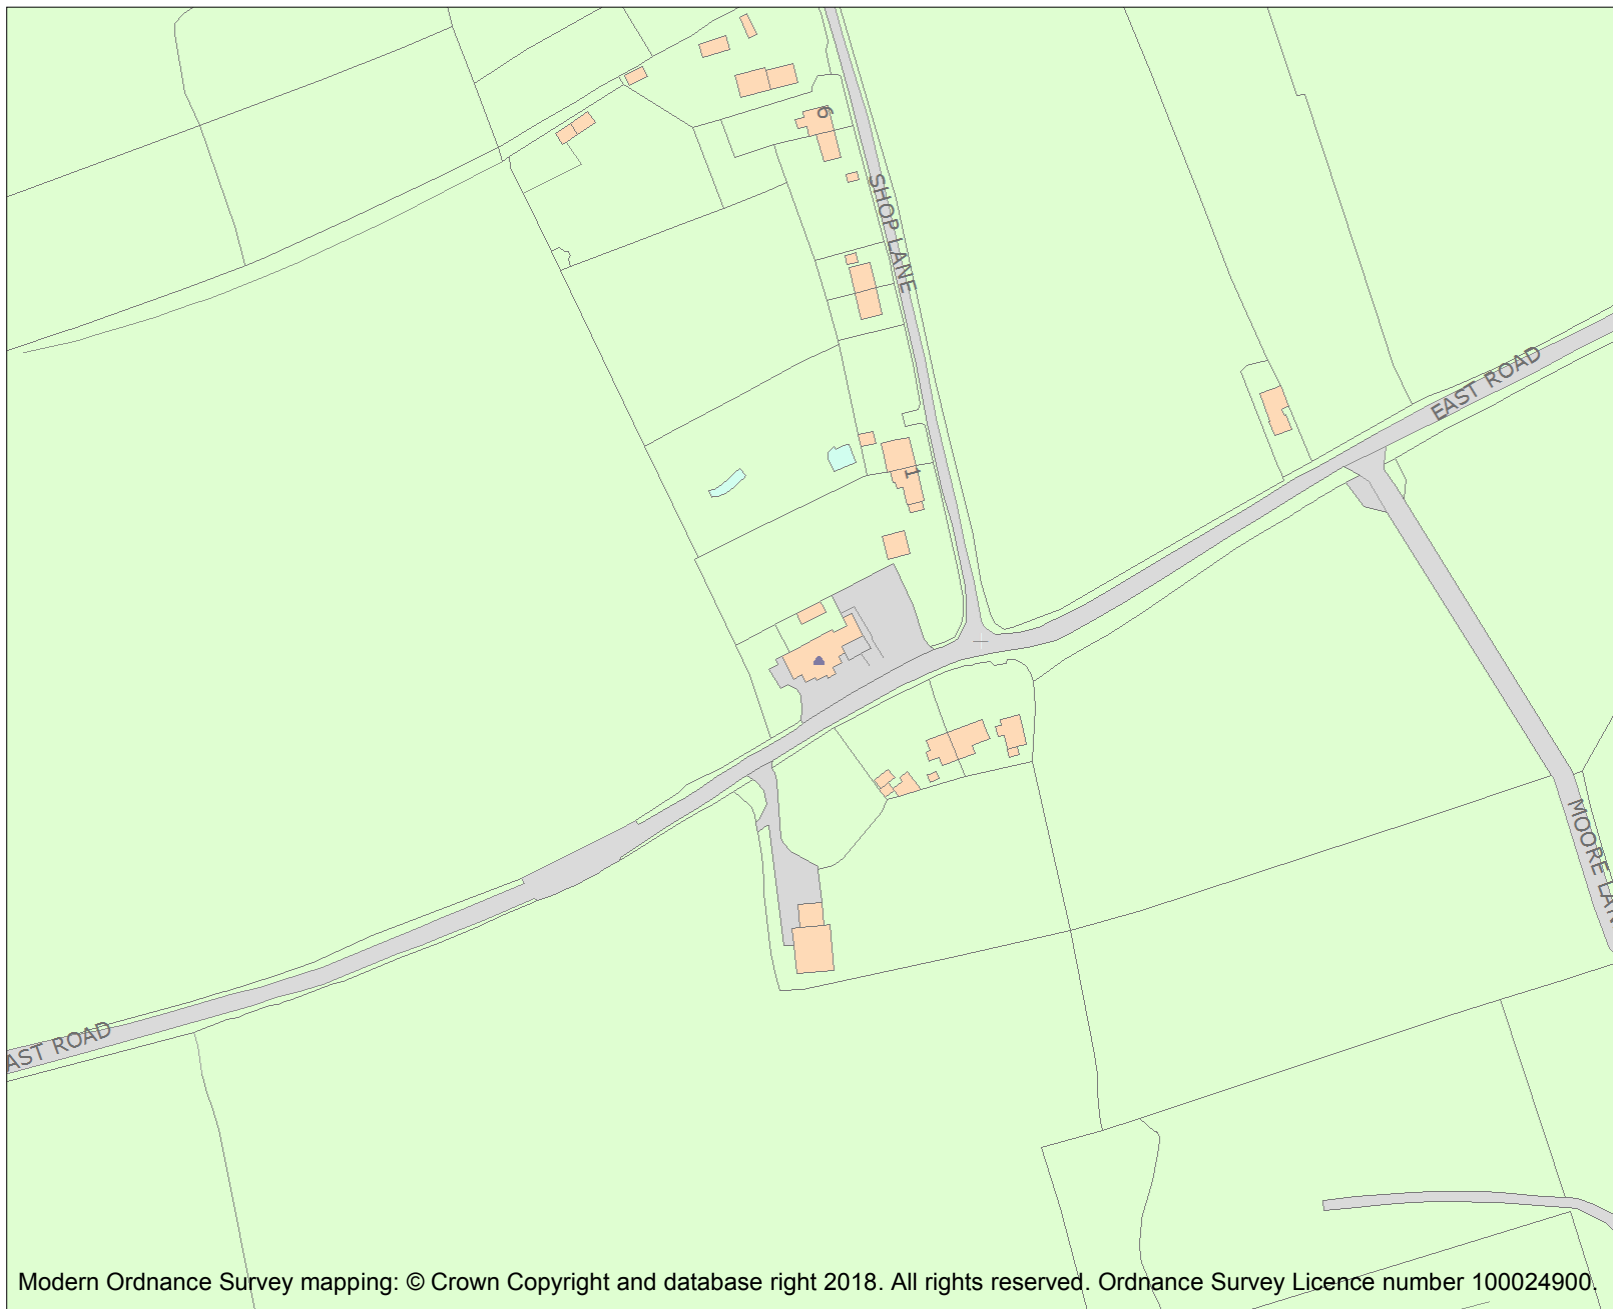 6
SHOP LANE
EAST ROAD
1
MOORE LAN
AST ROAD
Modern Ordnance Survey mapping: © Crown Copyright and database right 2018. All rights reserved. Ordnance Survey Licence number 100024900.